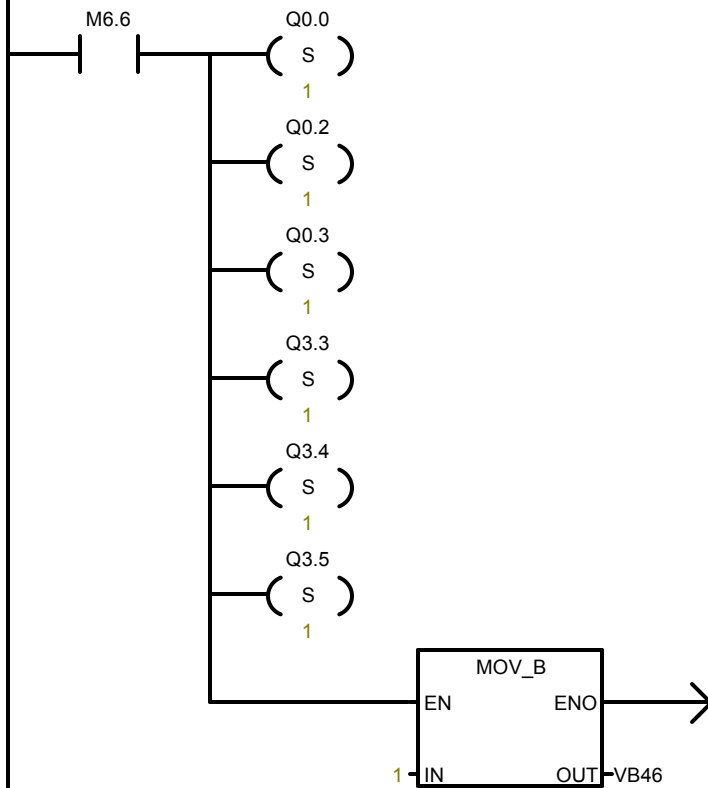 M6.6
Q0.0
S
1
Q0.2
S
1
Q0.3
S
1
Q3.3
S
1
Q3.4
S
1
Q3.5
S
1
MOV_B
EN ENO
1 IN OUT VB46